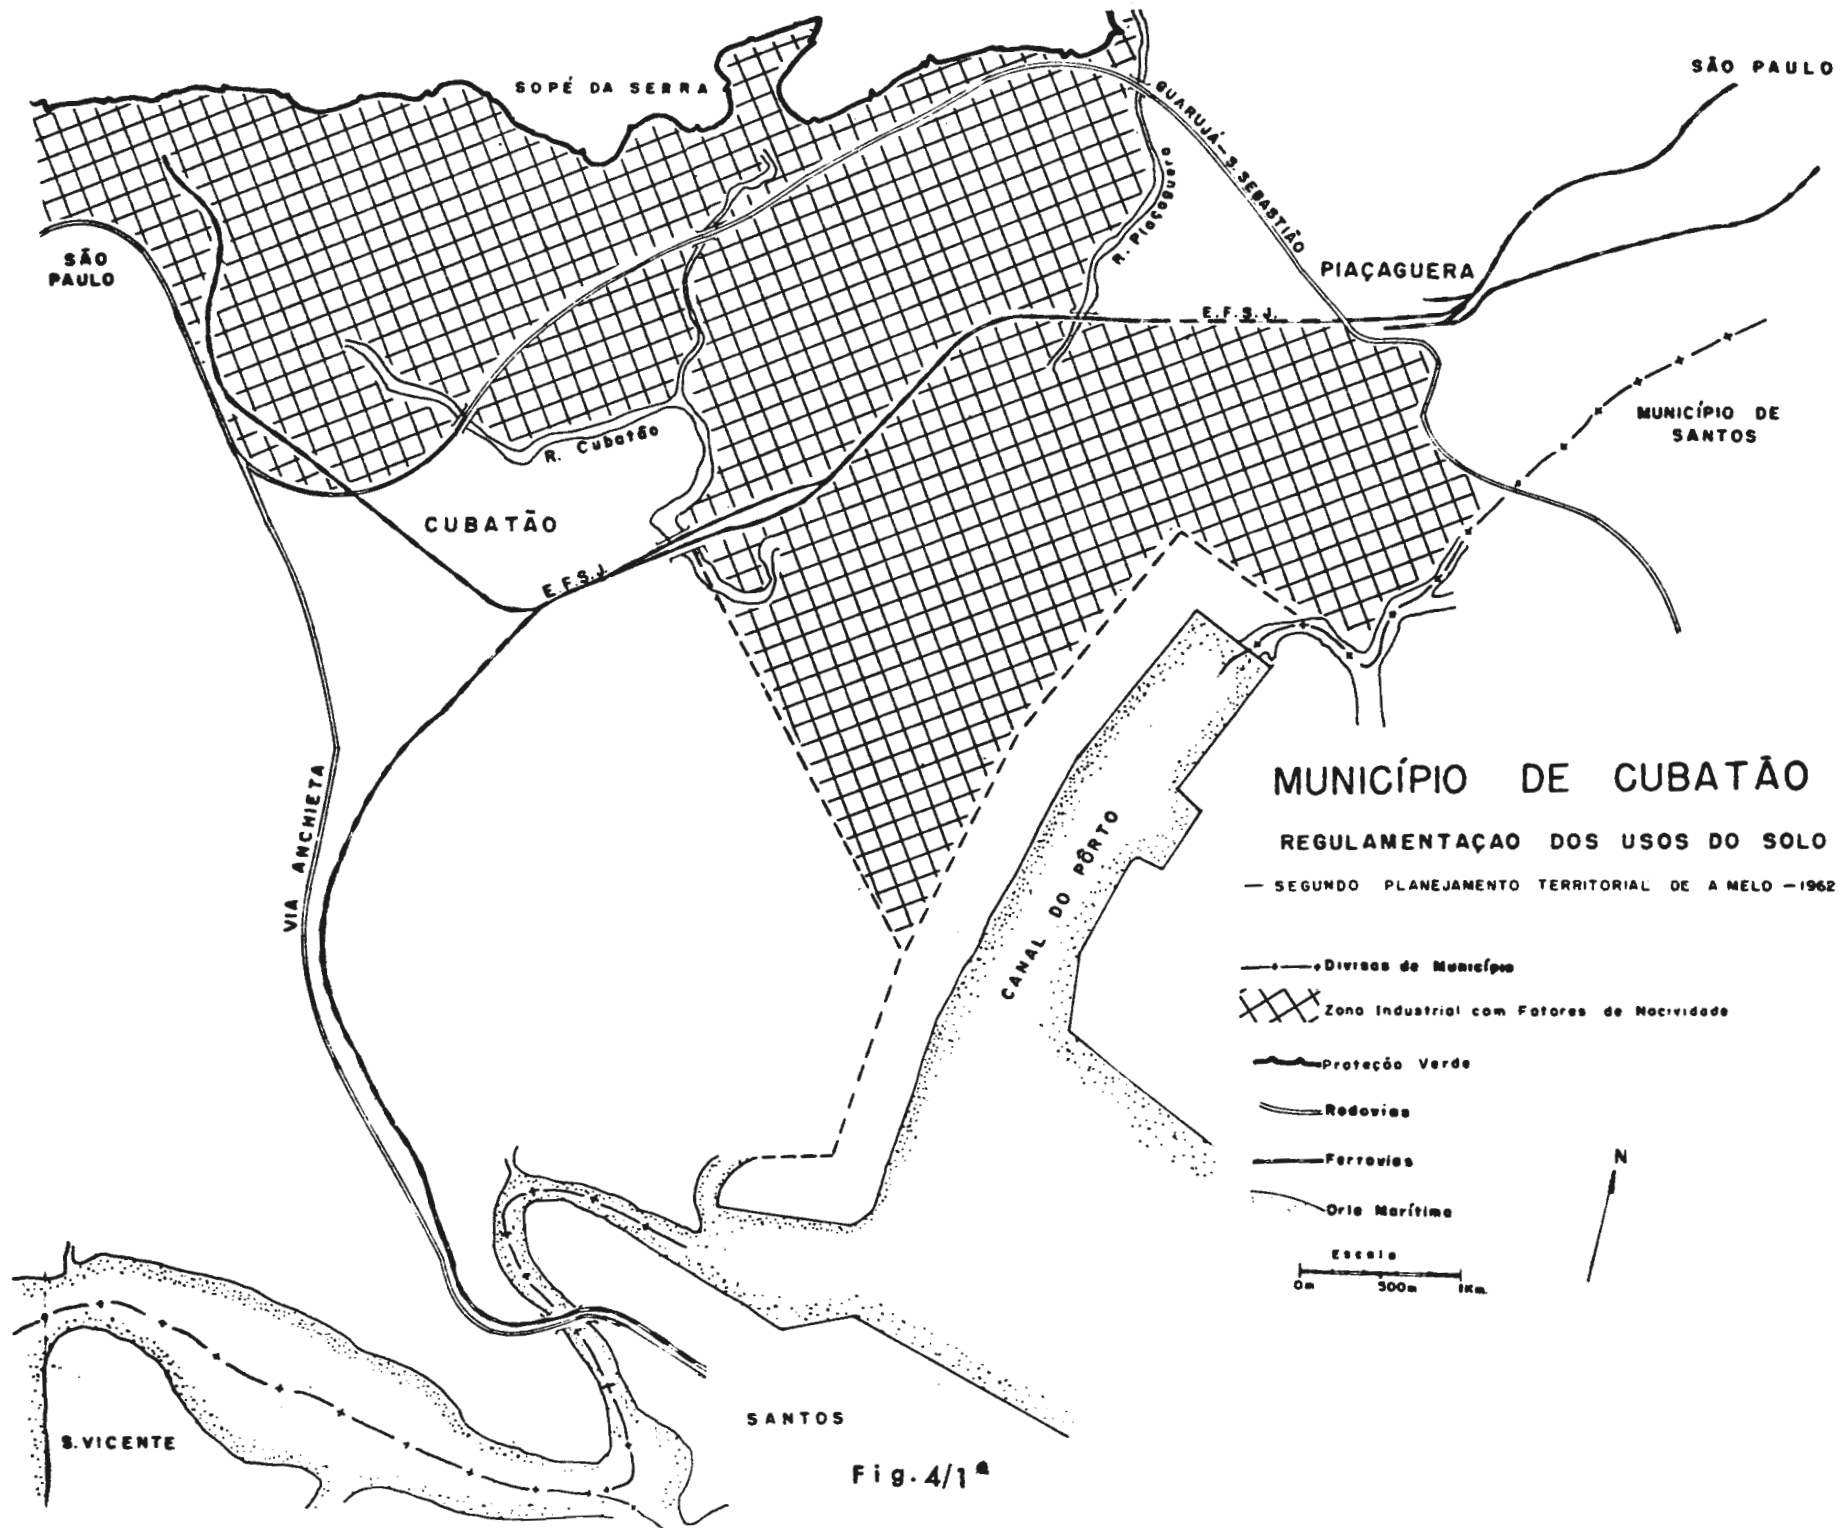 SOPÉ DA SERRA
SÃO PAULO
GUARUJÁ-S.SEBASTIÃO
R. Piaçaguera
SÃO
PAULO
PIAÇAGUERA
E.F.S.J.
MUNICÍPIO DE
SANTOS
R. Cubatão
CUBATÃO
E.F.S.J.
VIA ANCHIETA
CANAL DO PÔRTO
MUNICÍPIO DE CUBATÃO
REGULAMENTAÇAO DOS USOS DO SOLO
— SEGUNDO PLANEJAMENTO TERRITORIAL DE A MELO —1962
Divisas de Município
Zona Industrial com Fatores de Nocividade
Proteção Verde
Rodovias
Ferrovias
Orla Marítima
N
Escala
0m 500m 1Km.
S.VICENTE
SANTOS
Fig. 4/1ª